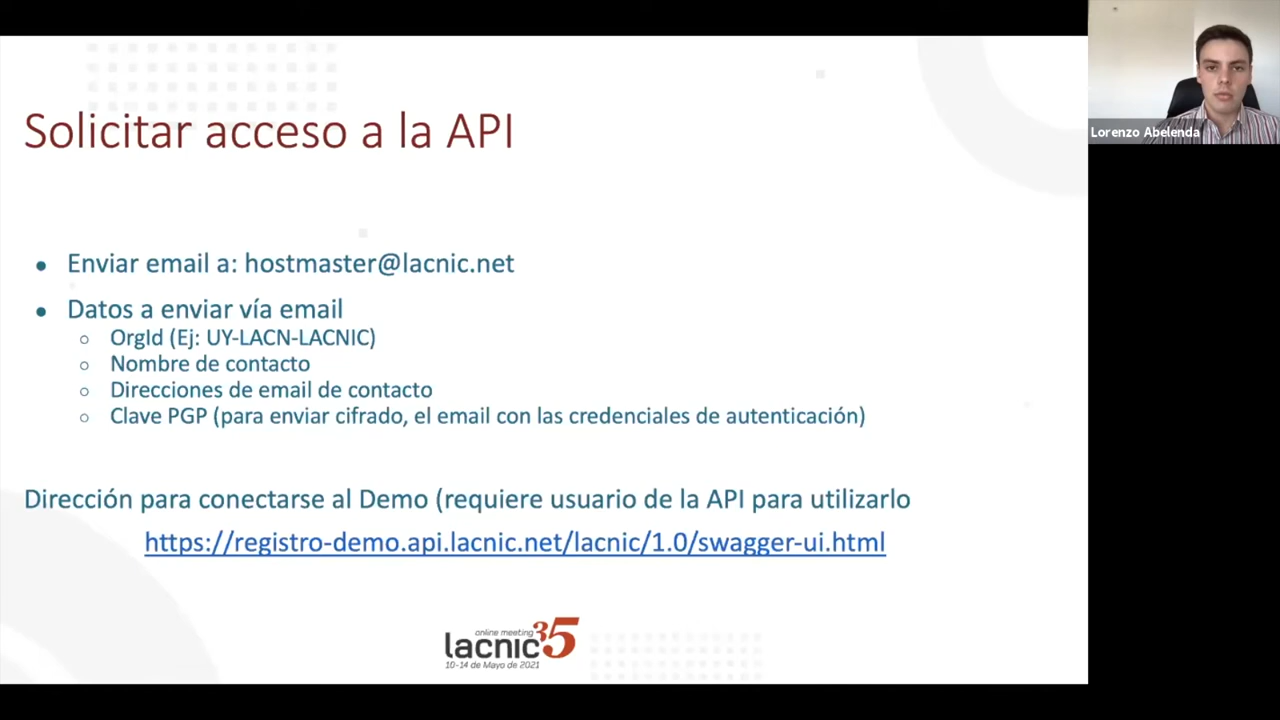 Solicitar acceso a la API
Lorenzo Abelenda
• Enviar email a: hostmaster@lacnic.net
• Datos a enviar vía email
○ OrgId (Ej: UY-LACN-LACNIC)
○ Nombre de contacto
○ Direcciones de email de contacto
○ Clave PGP (para enviar cifrado, el email con las credenciales de autenticación)
Dirección para conectarse al Demo (requiere usuario de la API para utilizarlo
https://registro-demo.api.lacnic.net/lacnic/1.0/swagger-ui.html
online meeting
lacnic35
10-14 de Mayo de 2021